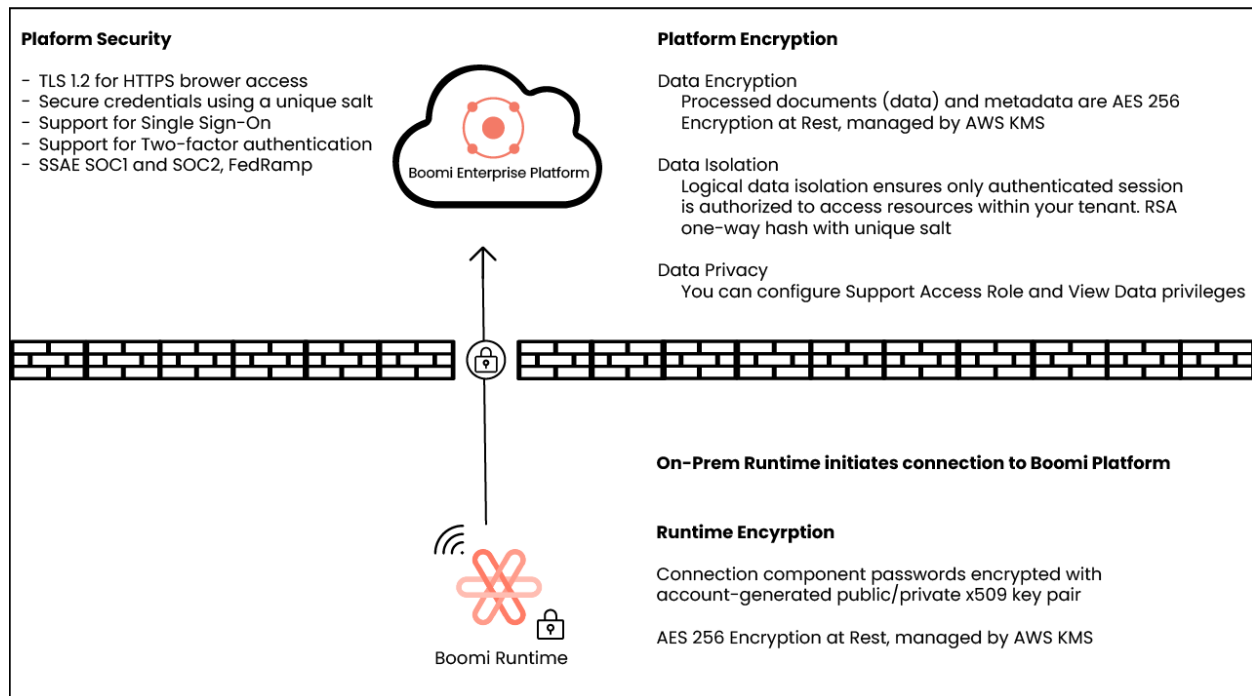 Plaform Security
- TLS 1.2 for HTTPS brower access
- Secure credentials using a unique salt
- Support for Single Sign-On
- Support for Two-factor authentication
- SSAE SOC1 and SOC2, FedRamp
Boomi Enterprise Platform
Platform Encryption
Data Encryption
Processed documents (data) and metadata are AES 256
Encryption at Rest, managed by AWS KMS
Data Isolation
Logical data isolation ensures only authenticated session
is authorized to access resources within your tenant. RSA
one-way hash with unique salt
Data Privacy
You can configure Support Access Role and View Data privileges
On-Prem Runtime initiates connection to Boomi Platform
Runtime Encyrption
Connection component passwords encrypted with
account-generated public/private x509 key pair
AES 256 Encryption at Rest, managed by AWS KMS
Boomi Runtime